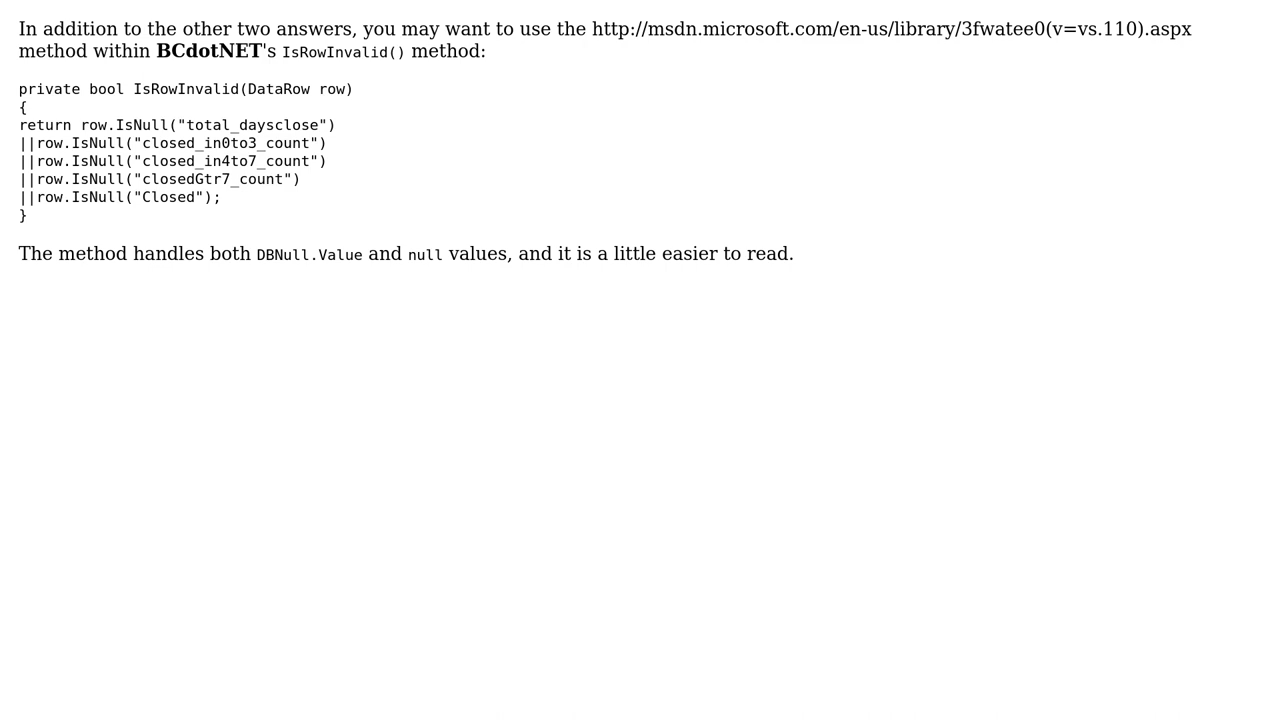 In addition to the other two answers, you may want to use the http://msdn.microsoft.com/en-us/library/3fwatee0(v=vs.110).aspx
method within BCdotNET's IsRowInvalid() method:
private bool IsRowInvalid(DataRow row)
{
return row.IsNull("total_daysclose")
||row.IsNull("closed_in0to3_count")
||row.IsNull("closed_in4to7_count")
||row.IsNull("closedGtr7_count")
||row.IsNull("Closed");
}
The method handles both DBNull.Value and null values, and it is a little easier to read.